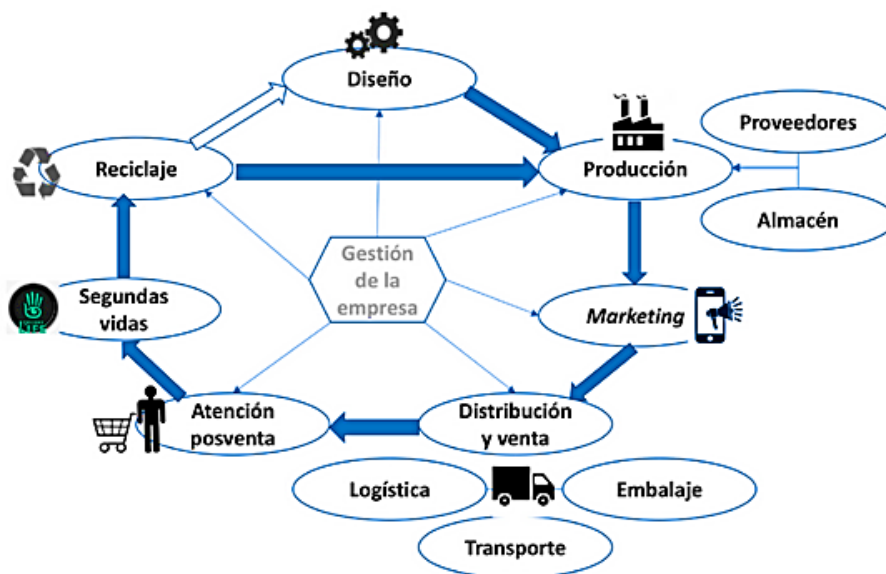 Diseño
Reciclaje
Producción
Proveedores
Almacén
Gestión
de la
empresa
Segundas
vidas
Marketing
Atención
posventa
Distribución
y venta
Logística
Embalaje
Transporte